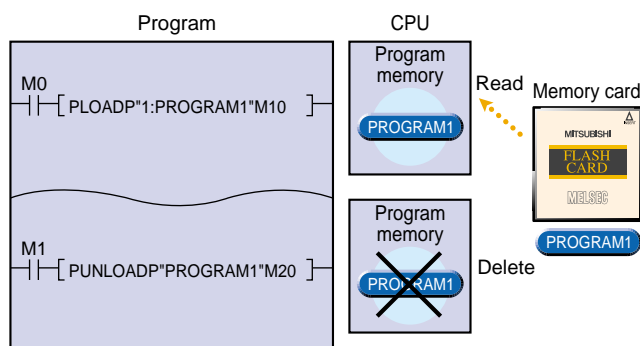 Program
M0
PLOADP"1:PROGRAM1"M10
M1
PUNLOADP"PROGRAM1"M20
CPU
Program
memory
PROGRAM1
Read
Program
memory
PROGRAM1
Delete
Memory card
MITSUBISHI
FLASH
CARD
MELSEC
PROGRAM1